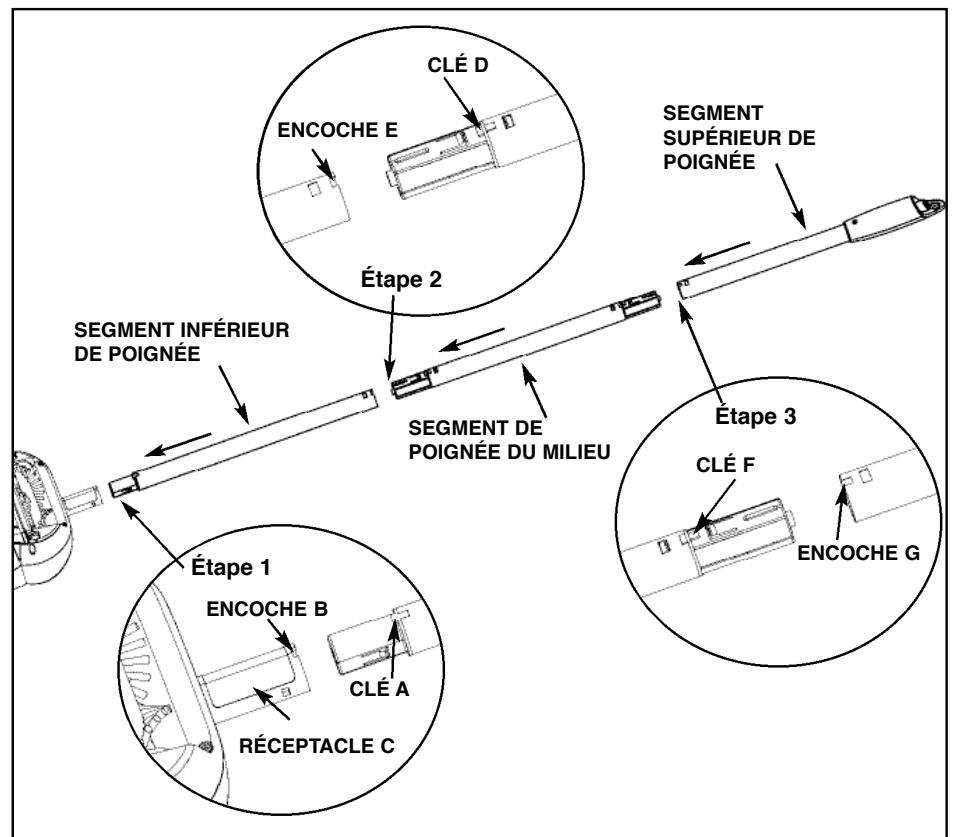 CLÉ D
ENCOCHE E
SEGMENT
SUPÉRIEUR DE
POIGNÉE
Étape 2
SEGMENT INFÉRIEUR
DE POIGNÉE
SEGMENT DE
POIGNÉE DU MILIEU
Étape 3
CLÉ F
ENCOCHE G
Étape 1
ENCOCHE B
CLÉ A
RÉCEPTACLE C